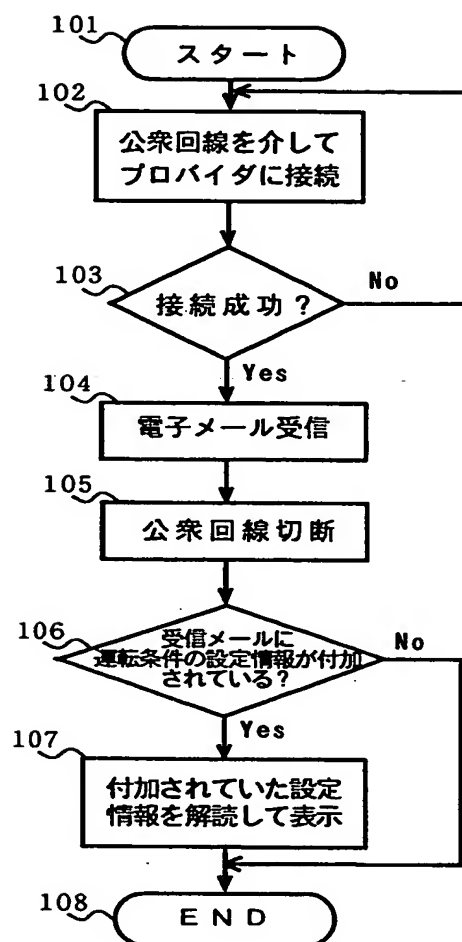 101
スタート
102
公衆回線を介して
プロバイダに接続
103
接続成功？
No
Yes
104
電子メール受信
105
公衆回線切断
106
受信メールに
運転条件の設定情報が付加
されている？
No
Yes
107
付加されていた設定
情報を解読して表示
108
END